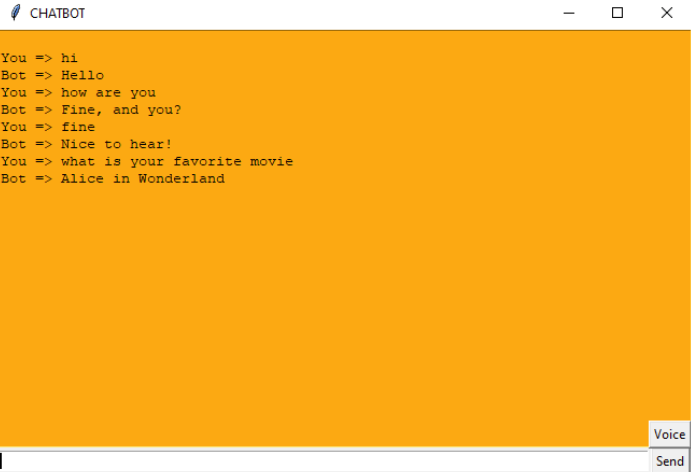 CHATBOT
You => hi
Bot => Hello
You => how are you
Bot => Fine, and you?
You => fine
Bot => Nice to hear!
You => what is your favorite movie
Bot => Alice in Wonderland
Voice
Send